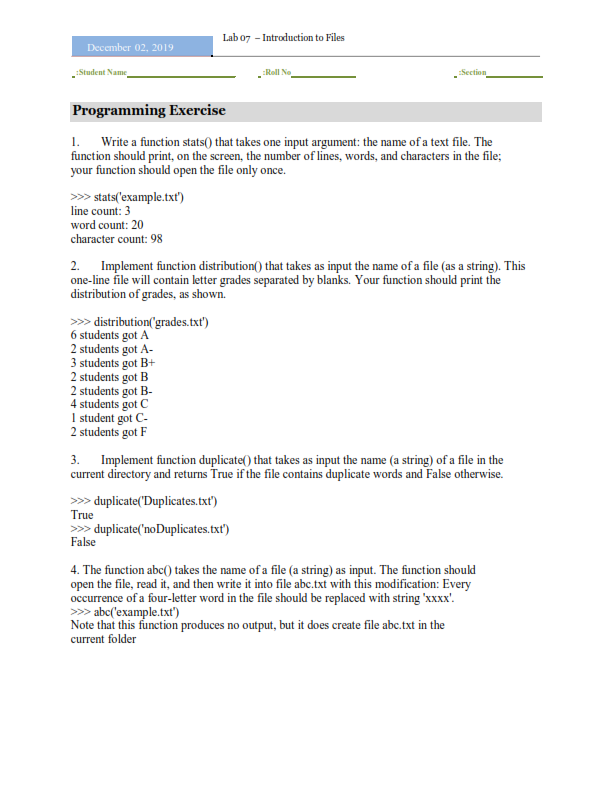 Lab 07 – Introduction to Files
December 02, 2019
:Student Name
:Roll No
:Section
Programming Exercise
1. Write a function stats() that takes one input argument: the name of a text file. The
function should print, on the screen, the number of lines, words, and characters in the file;
your function should open the file only once.
>>> stats('example.txt')
line count: 3
word count: 20
character count: 98
2. Implement function distribution() that takes as input the name of a file (as a string). This
one-line file will contain letter grades separated by blanks. Your function should print the
distribution of grades, as shown.
>>> distribution('grades.txt')
6 students got A
2 students got A-
3 students got B+
2 students got B
2 students got B-
4 students got C
1 student got C-
2 students got F
3. Implement function duplicate() that takes as input the name (a string) of a file in the
current directory and returns True if the file contains duplicate words and False otherwise.
>>> duplicate('Duplicates.txt')
True
>>> duplicate('noDuplicates.txt')
False
4. The function abc() takes the name of a file (a string) as input. The function should
open the file, read it, and then write it into file abc.txt with this modification: Every
occurrence of a four-letter word in the file should be replaced with string 'xxxx'.
>>> abc('example.txt')
Note that this function produces no output, but it does create file abc.txt in the
current folder